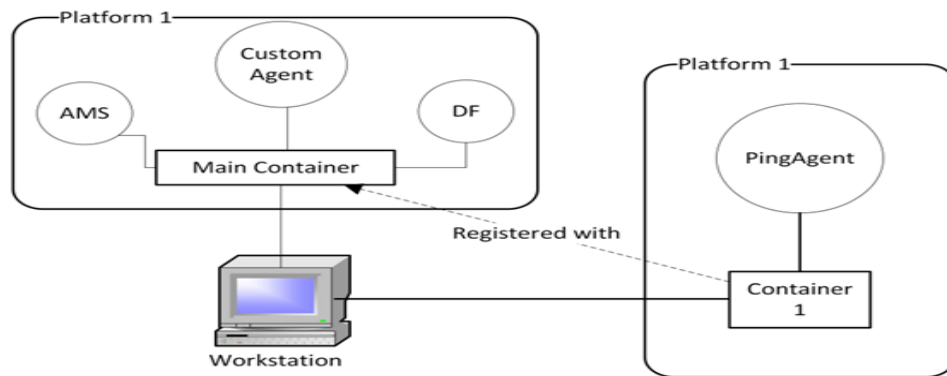 Platform 1
Custom
Agent
AMS
DF
Main Container
Platform 1
PingAgent
Registered with
Container
1
Workstation